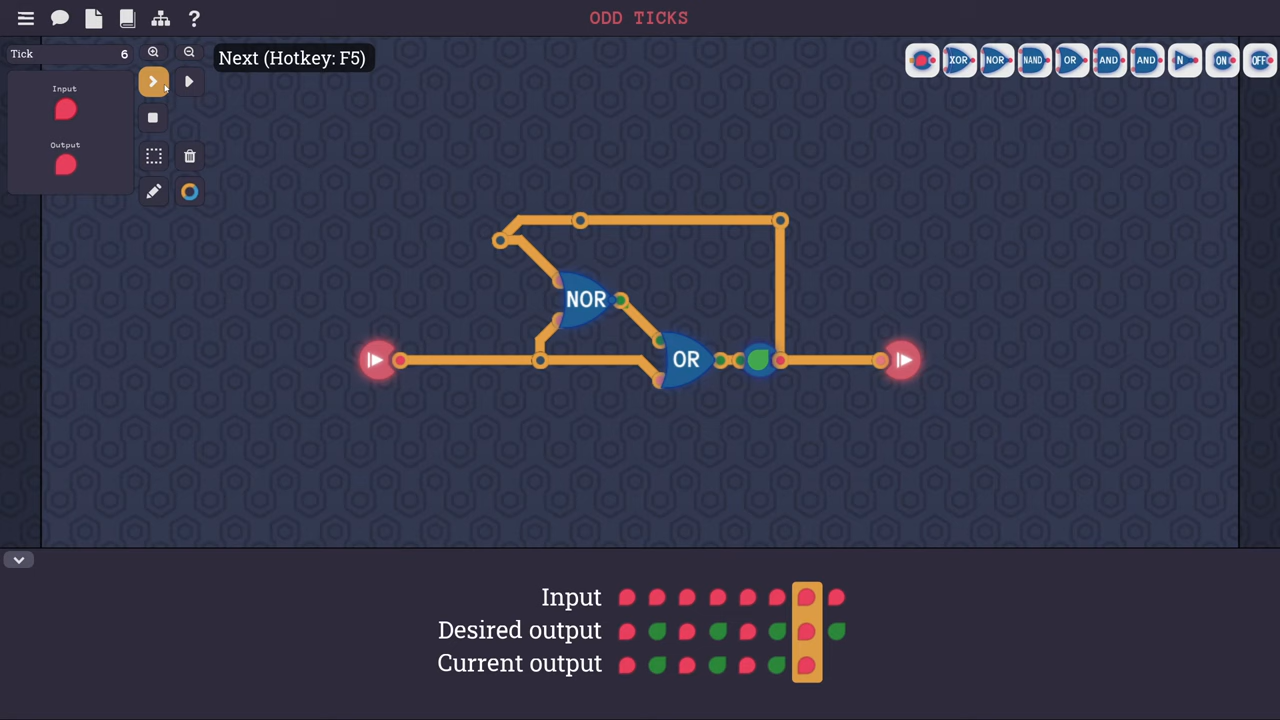 ODD TICKS
Tick 6
Next (Hotkey: F5)
XOR NOR NAND OR AND AND N ON OFF
Input
Output
NOR
OR
Input
Desired output
Current output